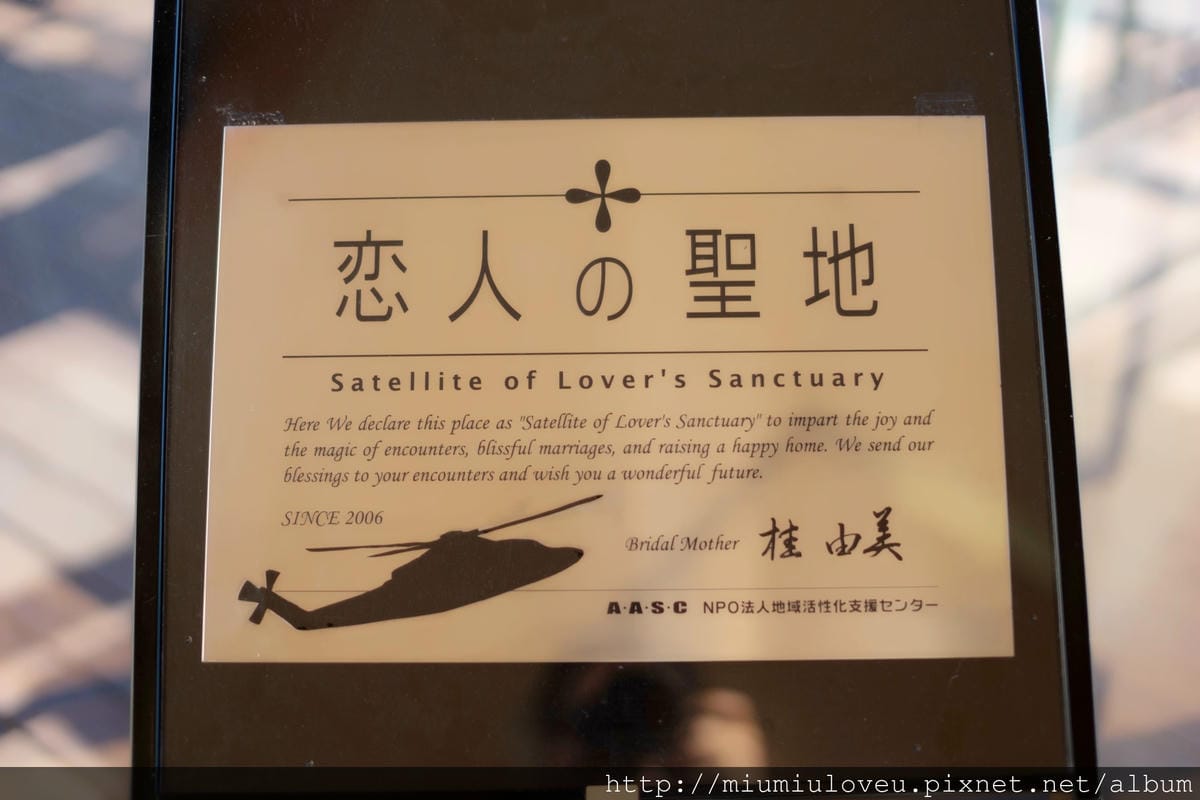 恋人の聖地
Satellite of Lover's Sanctuary
Here We declare this place as "Satellite of Lover's Sanctuary" to impart the joy and
the magic of encounters, blissful marriages, and raising a happy home. We send our
blessings to your encounters and wish you a wonderful future.
SINCE 2006
Bridal Mother 桂 由美
A·A·S·C NPO法人地域活性化支援センター
http://miumiuloveu.pixnet.net/album